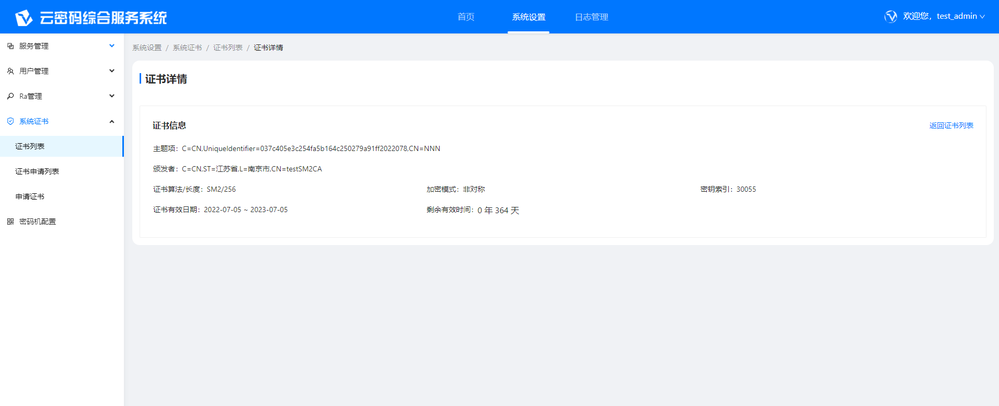 云密码综合服务系统
首页
系统设置
日志管理
欢迎您，test_admin
服务管理
用户管理
Ra管理
系统证书
证书列表
证书申请列表
申请证书
密码机配置
系统设置 / 系统证书 / 证书列表 / 证书详情
证书详情
证书信息
返回证书列表
主题项：C=CN,UniqueIdentifier=037c405e3c254fa5b164c250279a91ff2022078,CN=NNN
颁发者：C=CN,ST=江苏省,L=南京市,CN=testSM2CA
证书算法/长度：SM2/256
加密模式：非对称
密钥索引：30055
证书有效日期：2022-07-05 ~ 2023-07-05
剩余有效时间：0 年 364 天